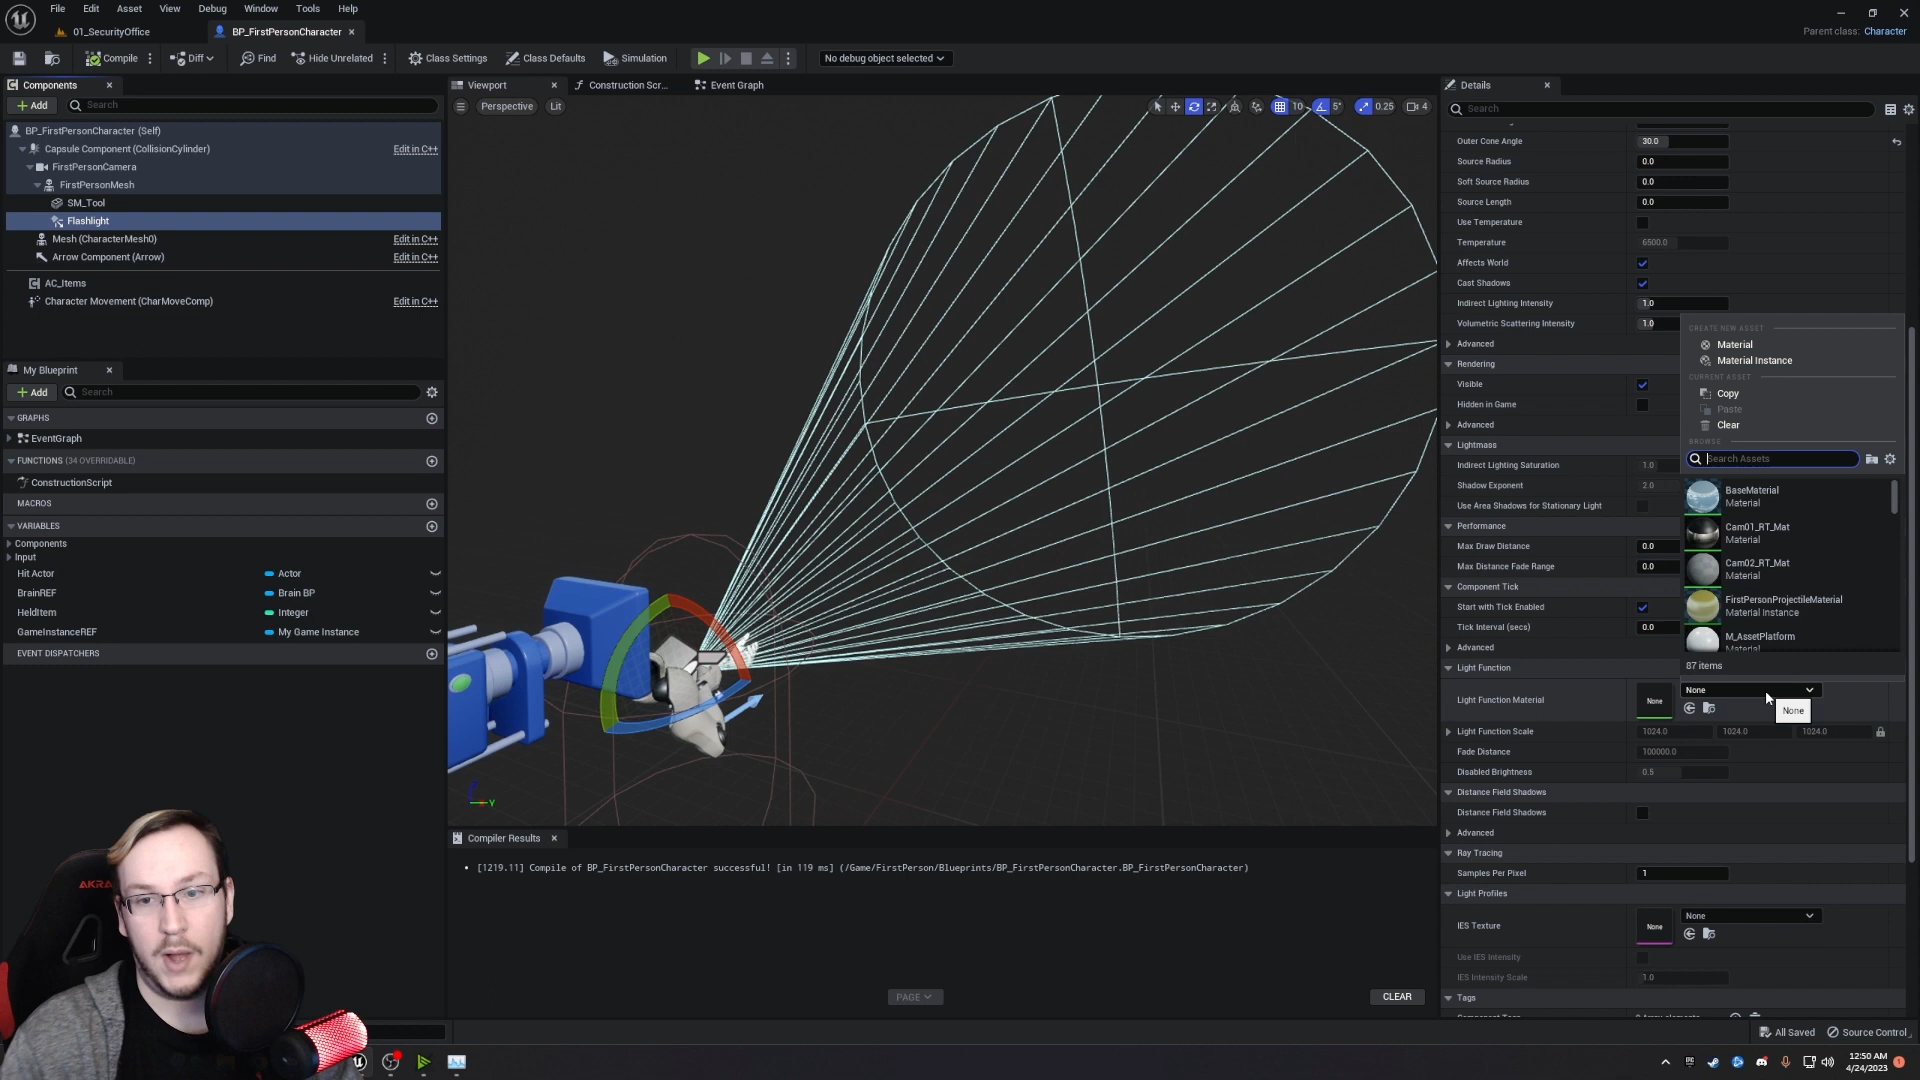 File Edit Asset View Debug Window Tools Help
01_SecurityOffice
BP_FirstPersonCharacter
Parent class: Character
Compile Diff Find Hide Unrelated Class Settings Class Defaults Simulation No debug object selected
Components
Add Search
BP_FirstPersonCharacter (Self)
Capsule Component (CollisionCylinder) Edit in C++
FirstPersonCamera
FirstPersonMesh
SM_Tool
Flashlight
Mesh (CharacterMesh0) Edit in C++
Arrow Component (Arrow) Edit in C++
AC_Items
Character Movement (CharMoveComp) Edit in C++
My Blueprint
Add Search
GRAPHS
EventGraph
FUNCTIONS (34 OVERRIDABLE)
ConstructionScript
MACROS
VARIABLES
Components
Input
Hit Actor Actor
BrainREF Brain BP
HeldItem Integer
GameInstanceREF My Game Instance
EVENT DISPATCHERS
Viewport Construction Scr... Event Graph
Perspective Lit
10 5° 0.25 4
Compiler Results
[1219.11] Compile of BP_FirstPersonCharacter successful! [in 119 ms] (/Game/FirstPerson/Blueprints/BP_FirstPersonCharacter.BP_FirstPersonCharacter)
PAGE
CLEAR
Details
Search
Outer Cone Angle 30.0
Source Radius 0.0
Soft Source Radius 0.0
Source Length 0.0
Use Temperature
Temperature 6500.0
Affects World
Cast Shadows
Indirect Lighting Intensity 1.0
Volumetric Scattering Intensity 1.0
Advanced
Rendering
Visible
Hidden in Game
Advanced
Lightmass
Indirect Lighting Saturation 1.0
Shadow Exponent 2.0
Use Area Shadows for Stationary Light
Performance
Max Draw Distance 0.0
Max Distance Fade Range 0.0
Component Tick
Start with Tick Enabled
Tick Interval (secs) 0.0
Advanced
Light Function
Light Function Material None None
None
Light Function Scale 1024.0 1024.0 1024.0
Fade Distance 100000.0
Disabled Brightness 0.5
Distance Field Shadows
Distance Field Shadows
Advanced
Ray Tracing
Samples Per Pixel 1
Light Profiles
IES Texture None None
Use IES Intensity
IES Intensity Scale 1.0
Tags
CREATE NEW ASSET
Material
Material Instance
CURRENT ASSET
Copy
Paste
Clear
BROWSE
Search Assets
BaseMaterial
Material
Cam01_RT_Mat
Material
Cam02_RT_Mat
Material
FirstPersonProjectileMaterial
Material Instance
M_AssetPlatform
Material
87 items
All Saved Source Control
AKRA
12:50 AM
4/24/2023
1